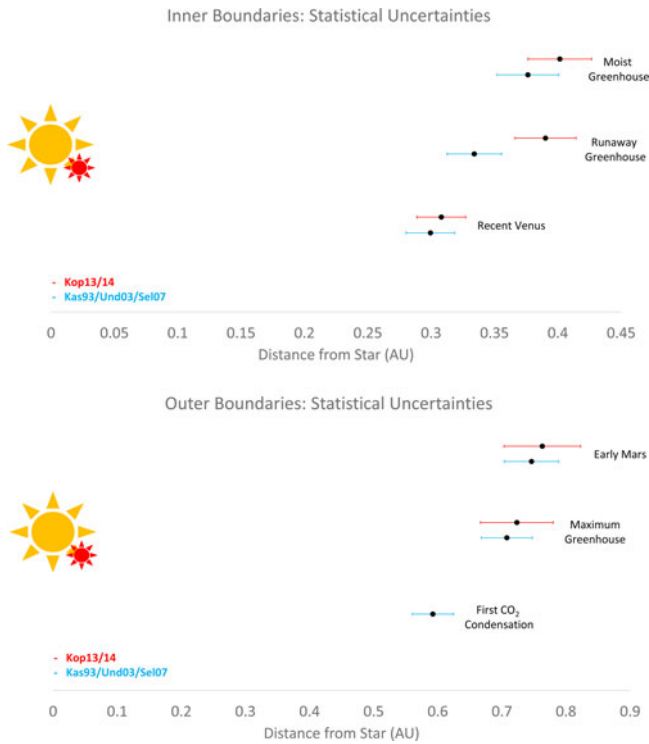 Inner Boundaries: Statistical Uncertainties
Moist
Greenhouse
Runaway
Greenhouse
Recent Venus
- Kop13/14
- Kas93/Und03/Sel07
0 0.05 0.1 0.15 0.2 0.25 0.3 0.35 0.4 0.45
Distance from Star (AU)
Outer Boundaries: Statistical Uncertainties
Early Mars
Maximum
Greenhouse
First CO₂
Condensation
- Kop13/14
- Kas93/Und03/Sel07
0 0.1 0.2 0.3 0.4 0.5 0.6 0.7 0.8 0.9
Distance from Star (AU)